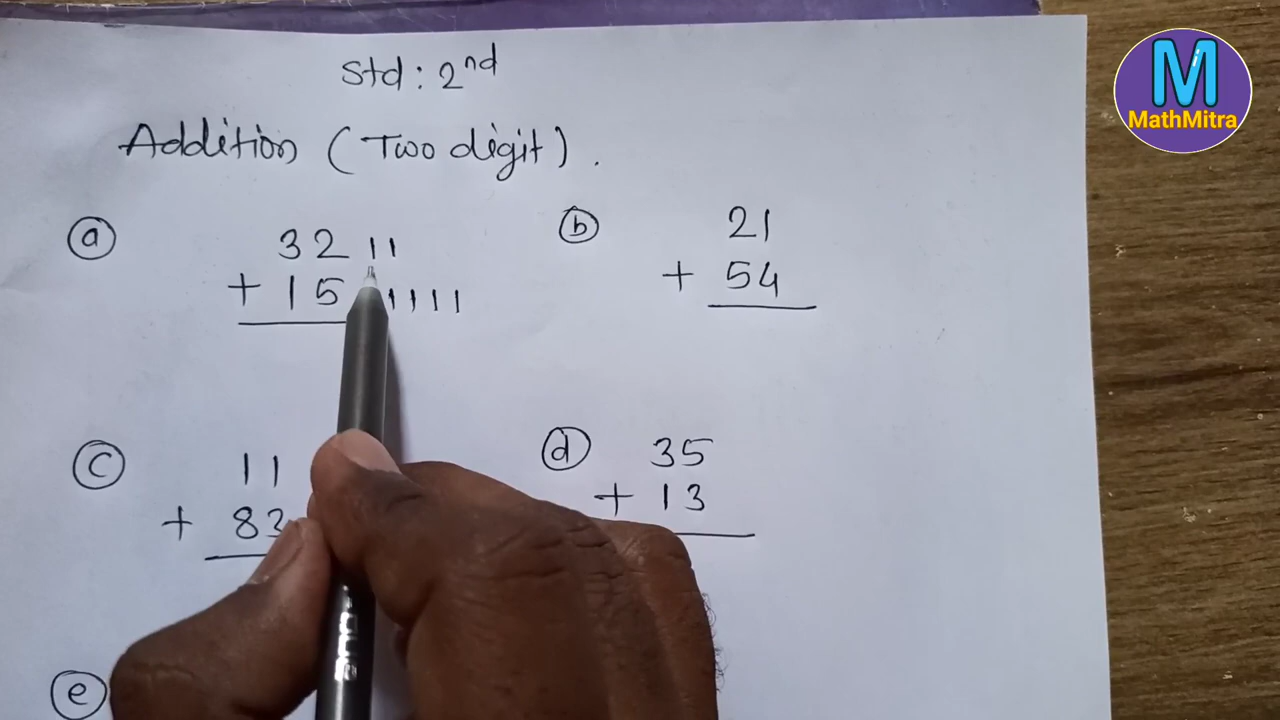 Std : 2nd
Addition ( Two digit ) .
a
32 ||
+ 15 ||||
b
21
+ 54
c
11
+ 83
d
35
+ 13
e
M
MathMitra